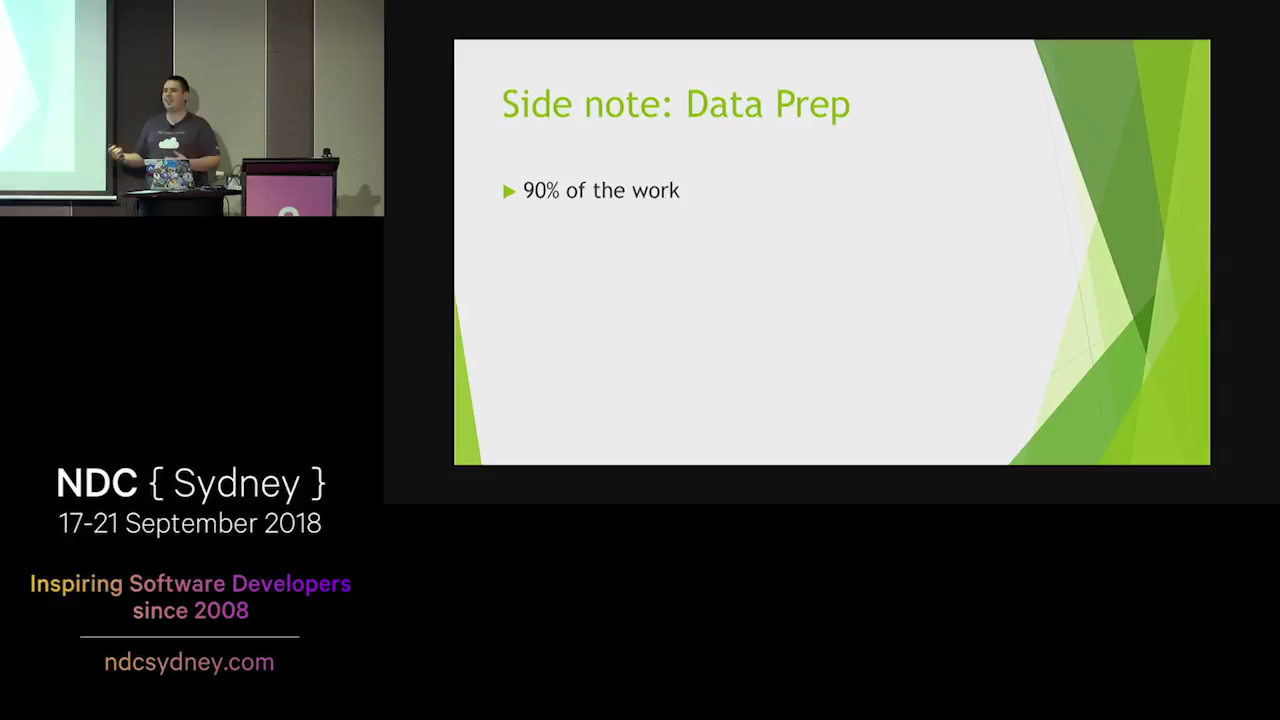 Side note: Data Prep
90% of the work
NDC { Sydney }
17-21 September 2018
Inspiring Software Developers
since 2008
ndcsydney.com